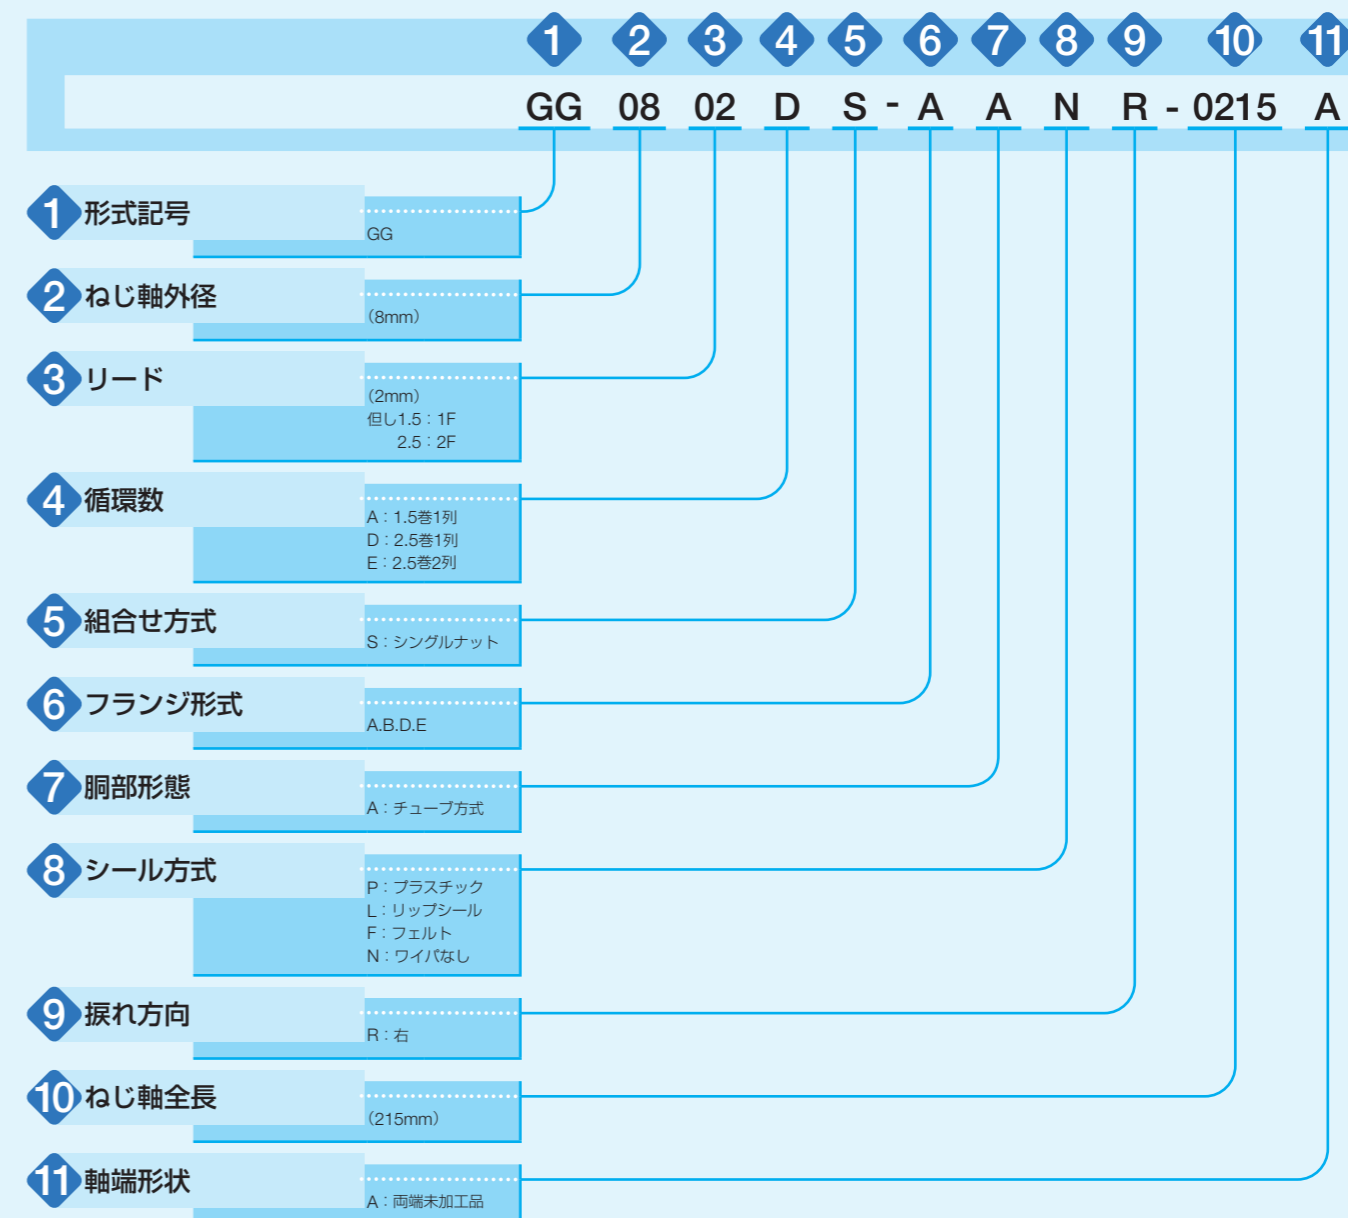 1 2 3 4 5 6 7 8 9 10 11
GG 08 02 D S - A A N R - 0215 A
1 形式記号
GG
2 ねじ軸外径
（8mm）
3 リード
（2mm）
但し1.5：1F
2.5：2F
4 循環数
A：1.5巻1列
D：2.5巻1列
E：2.5巻2列
5 組合せ方式
S：シングルナット
6 フランジ形式
A.B.D.E
7 胴部形態
A：チューブ方式
8 シール方式
P：プラスチック
L：リップシール
F：フェルト
N：ワイパなし
9 捩れ方向
R：右
10 ねじ軸全長
（215mm）
11 軸端形状
A：両端未加工品